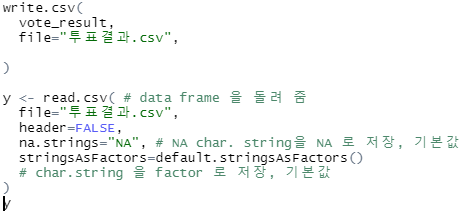 write.csv(
  vote_result,
  file="투표결과.csv",
)
y <- read.csv( # data frame 을 돌려 줌
  file="투표결과.csv",
  header=FALSE,
  na.strings="NA", # NA char. string을 NA 로 저장, 기본값
  stringsAsFactors=default.stringsAsFactors()
  # char.string 을 factor 로 저장, 기본값
)
y